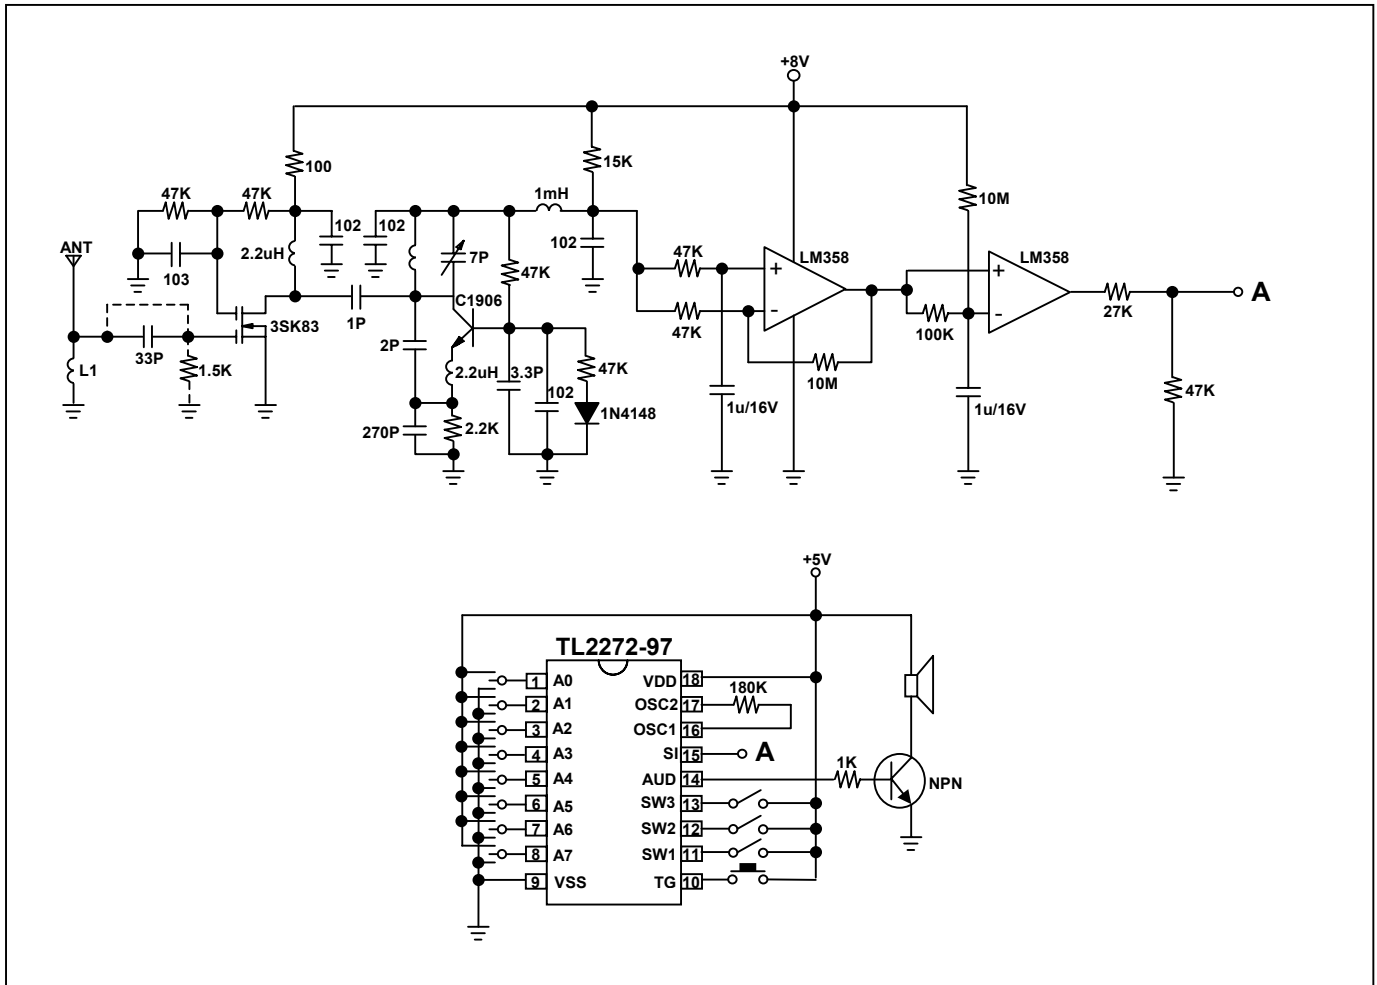 +8V
100
15K
47K 47K
1mH
10M
ANT
102 102
102
2.2uH
7P
47K
103
47K
LM358
LM358
+
+
C1906
3SK83
1P
-
-
A
27K
33P
47K
100K
2P
L1
1.5K
2.2uH 3.3P
47K
10M
102
1u/16V
1u/16V
47K
1N4148
270P
2.2K
+5V
TL2272-97
1 A0 VDD 18
180K
2 A1 OSC2 17
3 A2 OSC1 16
4 A3 SI 15 A
5 A4 AUD 14 1K
NPN
6 A5 SW3 13
7 A6 SW2 12
8 A7 SW1 11
9 VSS TG 10